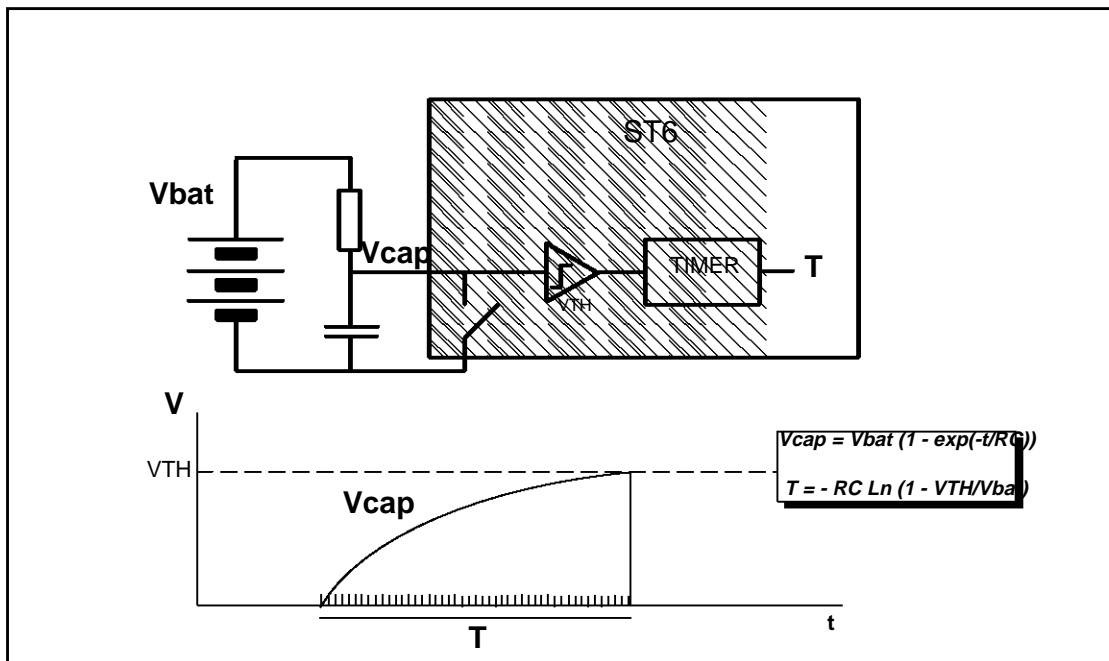 ST6
Vbat
Vcap
TIMER
T
VTH
V
VTH
Vcap
Vcap = Vbat (1 - exp(-t/RC))
T = - RC Ln (1 - VTH/Vbat)
T
t